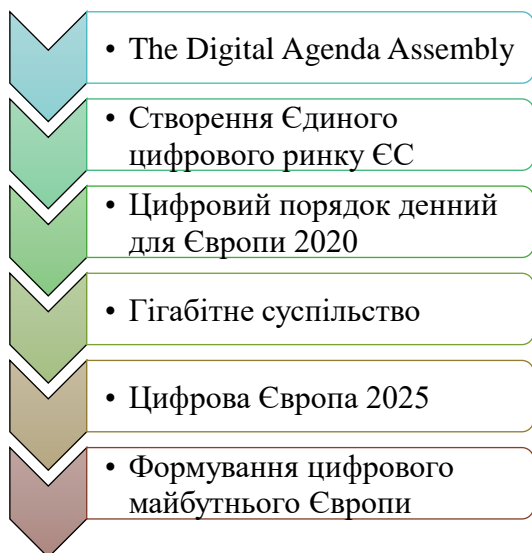 • The Digital Agenda Assembly
• Створення Єдиного
цифрового ринку ЄС
• Цифровий порядок денний
для Європи 2020
• Гігабітне суспільство
• Цифрова Європа 2025
• Формування цифрового
майбутнього Європи